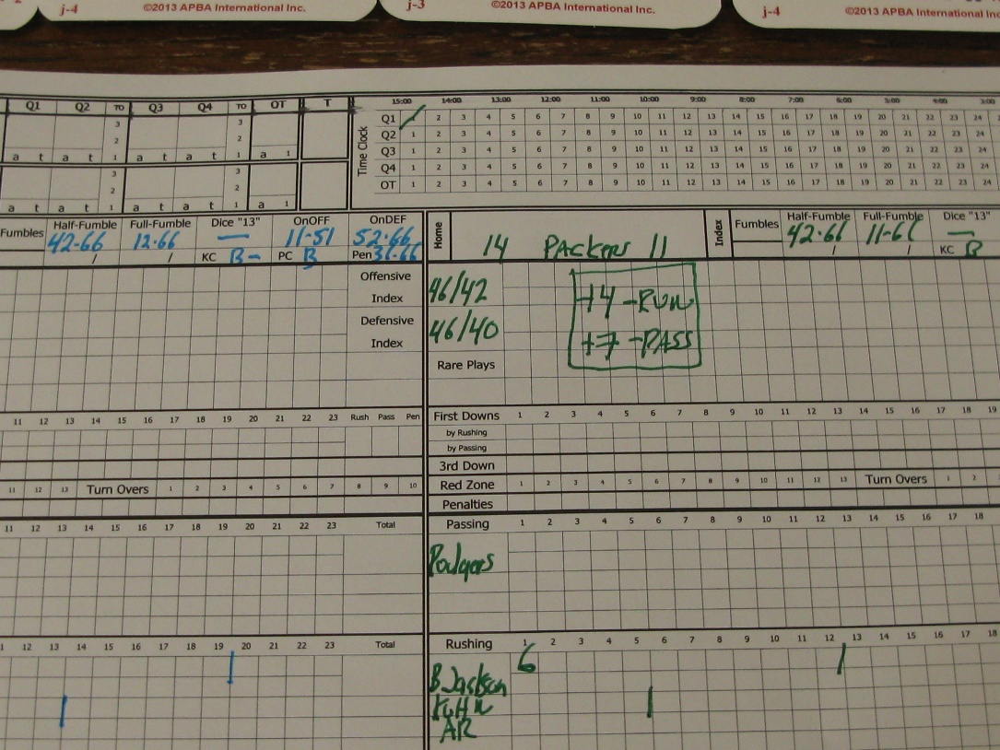 j-4 ©2013 APBA International Inc. j-3 ©2013 APBA International Inc. j-4 ©2013 APBA International Inc.
Q1 Q2 TO Q3 Q4 TO OT T
3 3
2 2
a t a t 1 a t a t 1 a 1
3 3
2 2
a t a t 1 a t a t 1 a 1
Time Clock
15:00 14:00 13:00 12:00 11:00 10:00 9:00 8:00 7:00 6:00 5:00 4:00 3:00
Q1 2 3 4 5 6 7 8 9 10 11 12 13 14 15 16 17 18 19 20 21 22 23 24
Q2 1 2 3 4 5 6 7 8 9 10 11 12 13 14 15 16 17 18 19 20 21 22 23 24
Q3 1 2 3 4 5 6 7 8 9 10 11 12 13 14 15 16 17 18 19 20 21 22 23 24
Q4 1 2 3 4 5 6 7 8 9 10 11 12 13 14 15 16 17 18 19 20 21 22 23 24
OT 1 2 3 4 5 6 7 8 9 10 11 12 13 14 15 16 17 18 19 20 21 22 23 24
Fumbles Half-Fumble Full-Fumble Dice "13" OnOFF OnDEF
42-66 12-66 — 11-51 52-66
/ / KC B- PC B Pen 36-66
Home 14 PACKERS 11 Index Fumbles Half-Fumble Full-Fumble Dice "13"
42-66 11-66 —
/ / KC B
Offensive Index 46/42
Defensive Index 46/40
+4 -RUN
+7 -PASS
Rare Plays
11 12 13 14 15 16 17 18 19 20 21 22 23 Rush Pass Pen
First Downs 1 2 3 4 5 6 7 8 9 10 11 12 13 14 15 16 17 18 19
by Rushing
by Passing
3rd Down
11 12 13 Turn Overs 1 2 3 4 5 6 7 8 9 10
Red Zone 1 2 3 4 5 6 7 8 9 10 11 12 13 Turn Overs 1 2
Penalties
11 12 13 14 15 16 17 18 19 20 21 22 23 Total
Passing 1 2 3 4 5 6 7 8 9 10 11 12 13 14 15 16 17 18
Rodgers
12 13 14 15 16 17 18 19 20 21 22 23 Total
Rushing 1 2 3 4 5 6 7 8 9 10 11 12 13 14 15 16 17 18
B Jackson 6
KUHN
AR